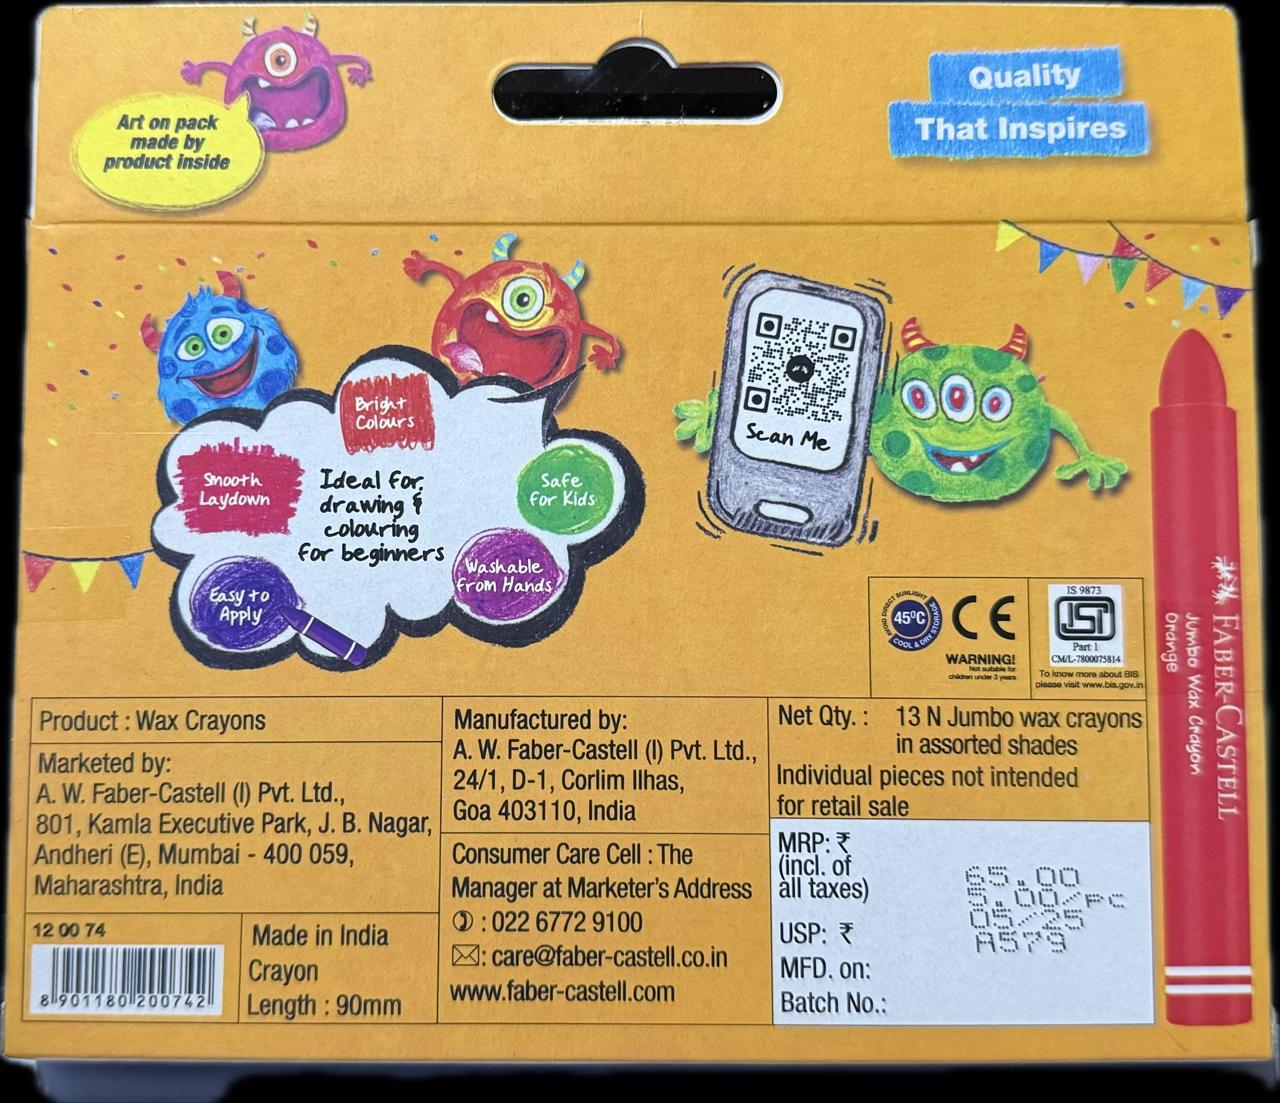 Art on pack
made by
product inside
Quality
That Inspires
Bright
Colours
Smooth
Laydown
Ideal for
drawing &
colouring
for beginners
Safe
for Kids
Easy to
Apply
Washable
from Hands
Scan Me
AVOID DIRECT SUNLIGHT
45°C
COOL & DRY STORAGE
CE
WARNING!
Not suitable for
children under 3 years
IS 9873
ISI
Part 1
CM/L-7800075814
To know more about BIS
please visit www.bis.gov.in
FABER-CASTELL
Jumbo Wax Crayon
Orange
Product : Wax Crayons
Marketed by:
A. W. Faber-Castell (I) Pvt. Ltd.,
801, Kamla Executive Park, J. B. Nagar,
Andheri (E), Mumbai - 400 059,
Maharashtra, India
12 00 74
8 901180 200742
Made in India
Crayon
Length : 90mm
Manufactured by:
A. W. Faber-Castell (I) Pvt. Ltd.,
24/1, D-1, Corlim Ilhas,
Goa 403110, India
Consumer Care Cell : The
Manager at Marketer's Address
: 022 6772 9100
: care@faber-castell.co.in
www.faber-castell.com
Net Qty. : 13 N Jumbo wax crayons
in assorted shades
Individual pieces not intended
for retail sale
MRP: ₹
(incl. of
all taxes)
USP: ₹
MFD. on:
Batch No.:
65.00
5.00/PC
05/25
A579